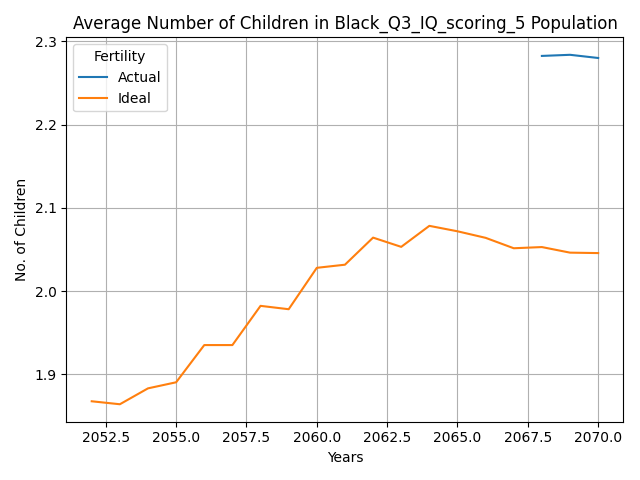 Average Number of Children in Black_Q3_IQ_scoring_5 Population
Fertility
Actual
Ideal
No. of Children
2.3
2.2
2.1
2.0
1.9
2052.5 2055.0 2057.5 2060.0 2062.5 2065.0 2067.5 2070.0
Years